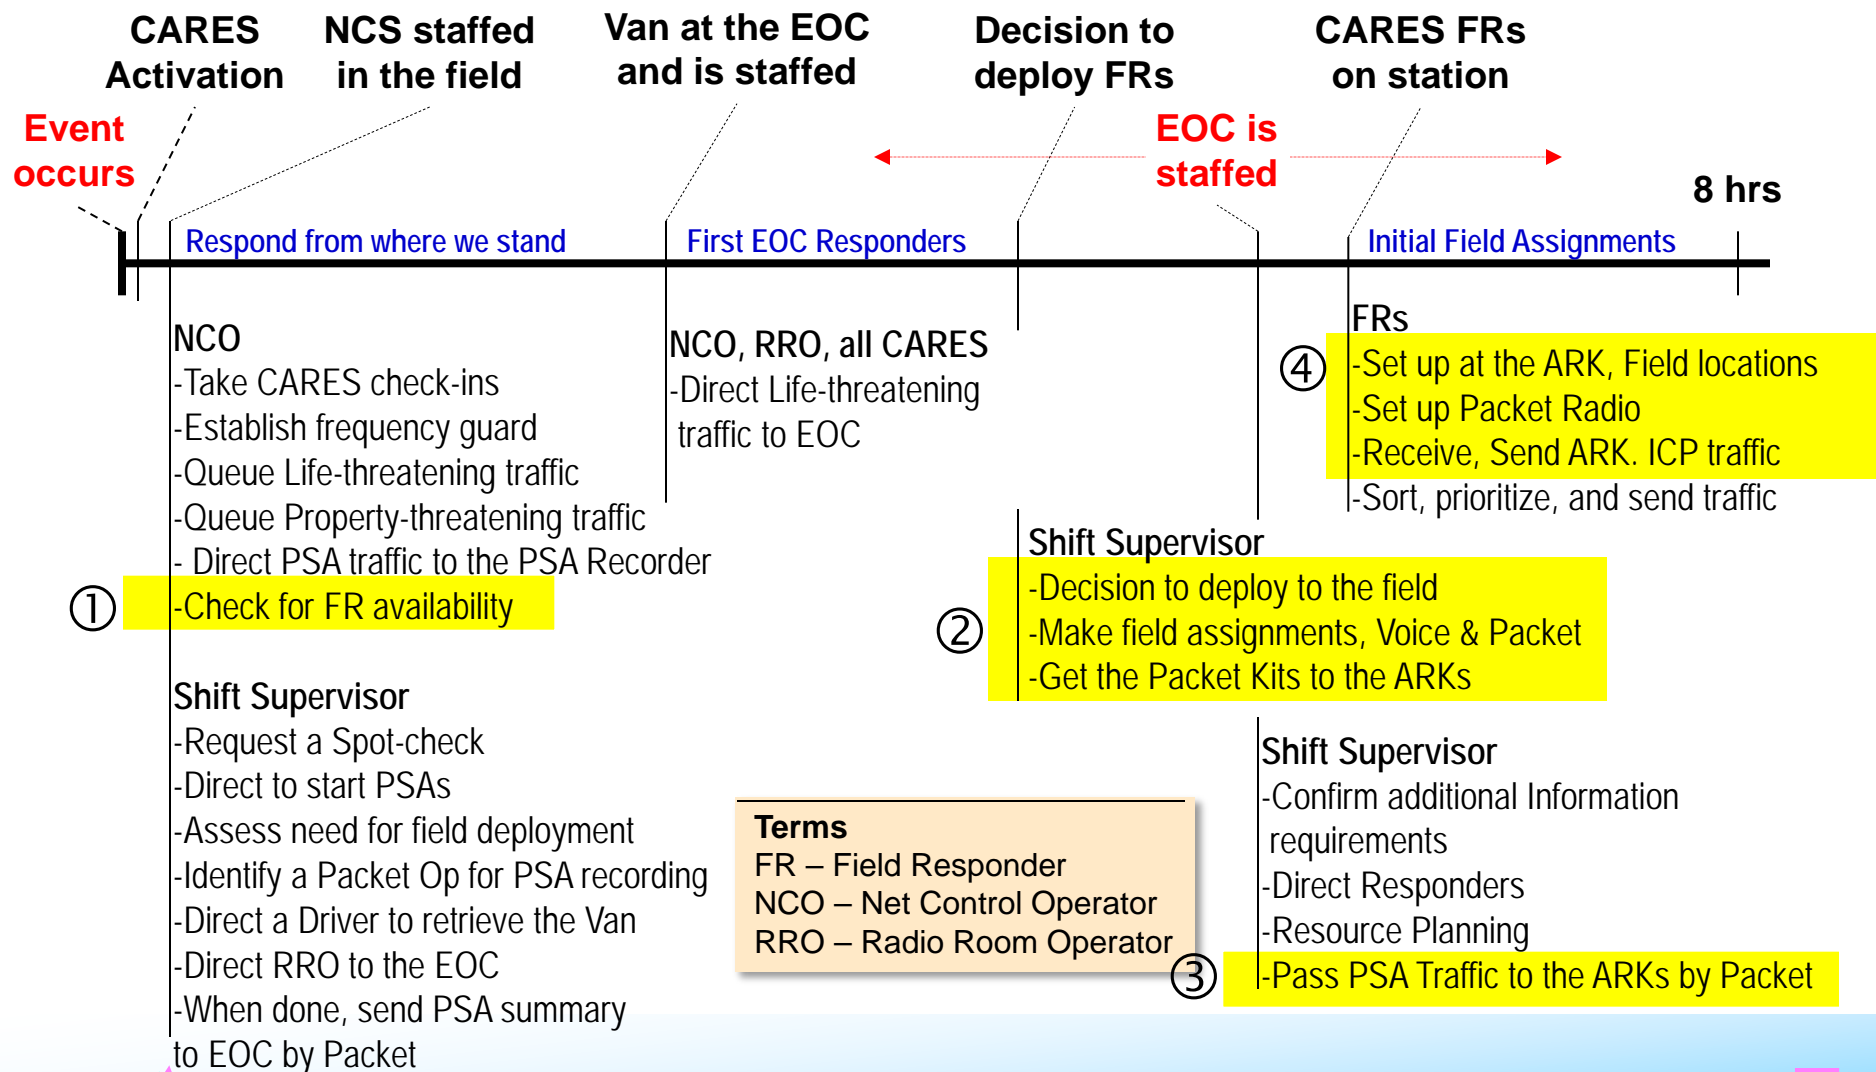 CARES
Activation
NCS staffed
in the field
Van at the EOC
and is staffed
Decision to
deploy FRs
CARES FRs
on station
Event
occurs
EOC is
staffed
8 hrs
Respond from where we stand
First EOC Responders
Initial Field Assignments
NCO
-Take CARES check-ins
-Establish frequency guard
-Queue Life-threatening traffic
-Queue Property-threatening traffic
- Direct PSA traffic to the PSA Recorder
①
-Check for FR availability
Shift Supervisor
-Request a Spot-check
-Direct to start PSAs
-Assess need for field deployment
-Identify a Packet Op for PSA recording
-Direct a Driver to retrieve the Van
-Direct RRO to the EOC
-When done, send PSA summary
to EOC by Packet
NCO, RRO, all CARES
-Direct Life-threatening
traffic to EOC
②
Shift Supervisor
-Decision to deploy to the field
-Make field assignments, Voice & Packet
-Get the Packet Kits to the ARKs
③
Shift Supervisor
-Confirm additional Information
requirements
-Direct Responders
-Resource Planning
-Pass PSA Traffic to the ARKs by Packet
④
FRs
-Set up at the ARK, Field locations
-Set up Packet Radio
-Receive, Send ARK. ICP traffic
-Sort, prioritize, and send traffic
Terms
FR – Field Responder
NCO – Net Control Operator
RRO – Radio Room Operator